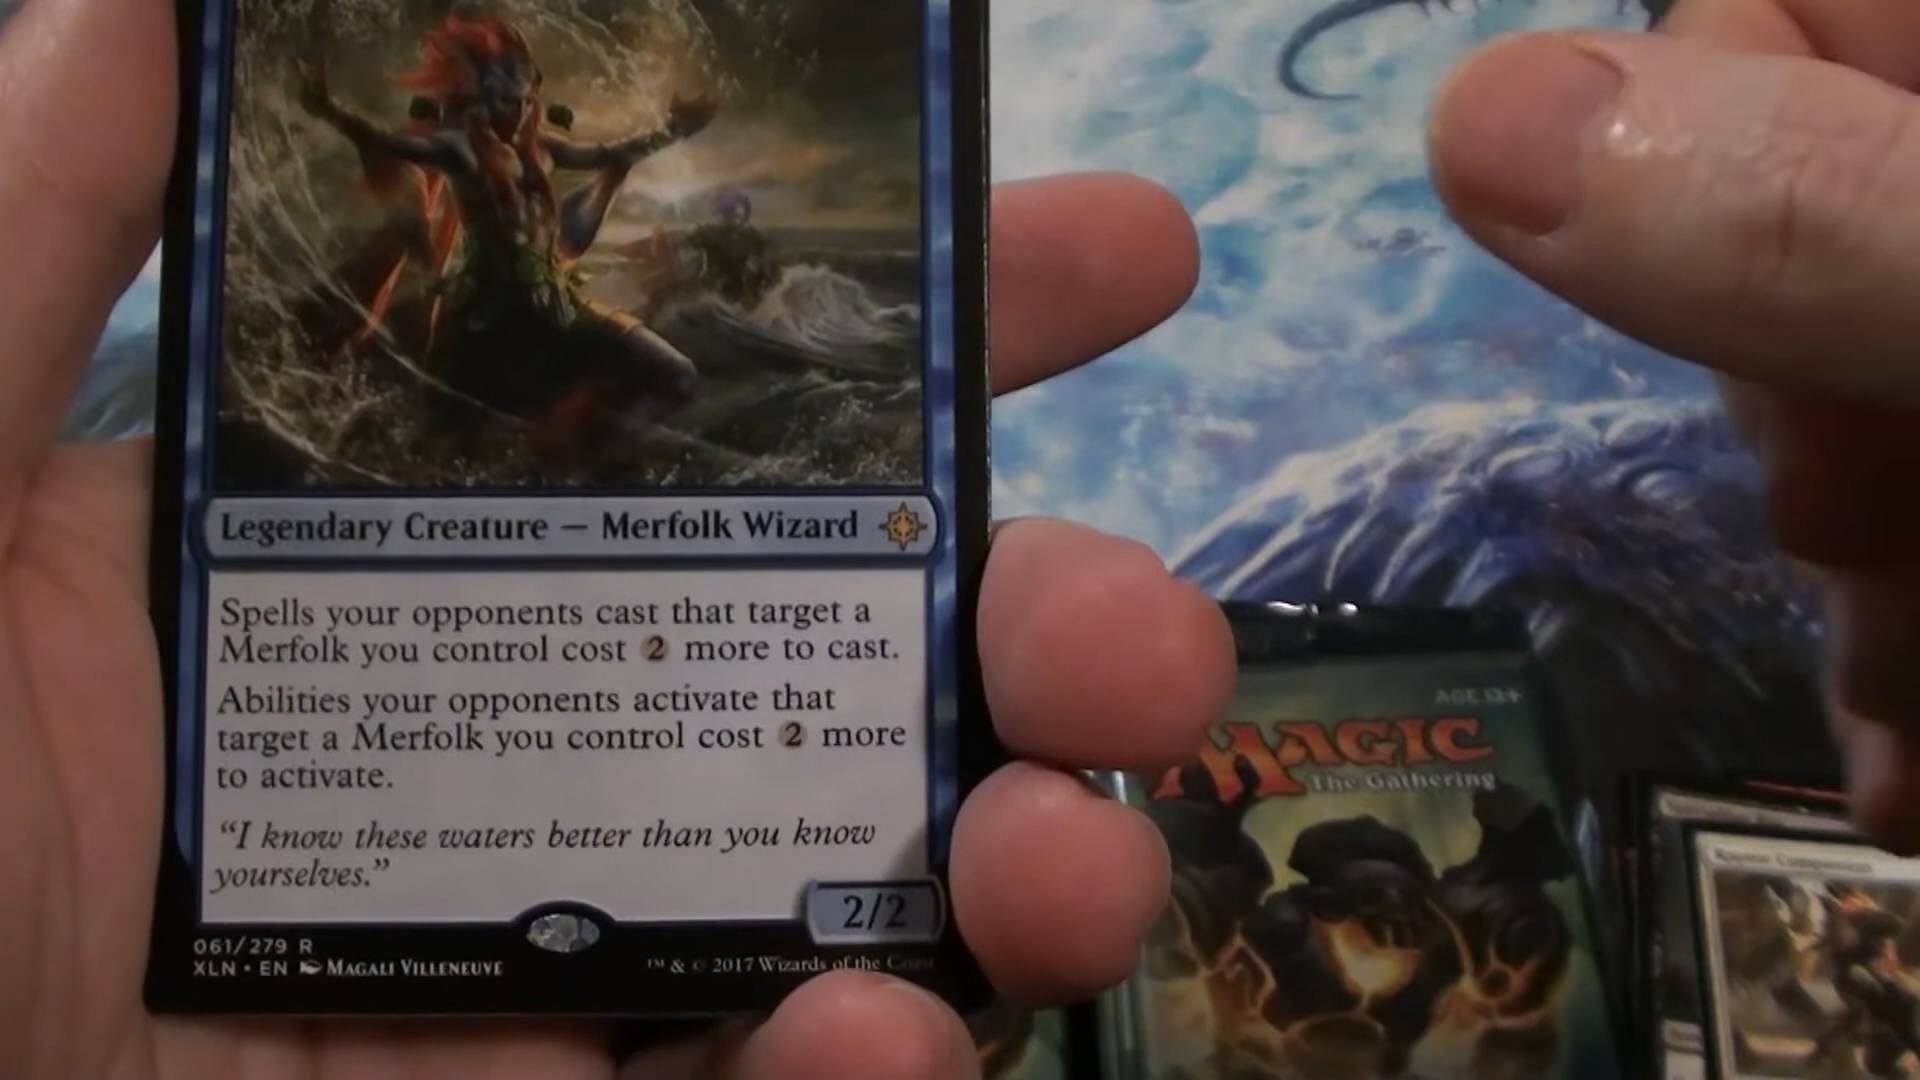 Legendary Creature — Merfolk Wizard
Spells your opponents cast that target a
Merfolk you control cost 2 more to cast.
Abilities your opponents activate that
target a Merfolk you control cost 2 more
to activate.
“I know these waters better than you know
yourselves.”
2/2
061/279 R
XLN • EN MAGALI VILLENEUVE
™ & © 2017 Wizards of the Coast
AGE 13+
MAGIC
The Gathering
Raptor Companion